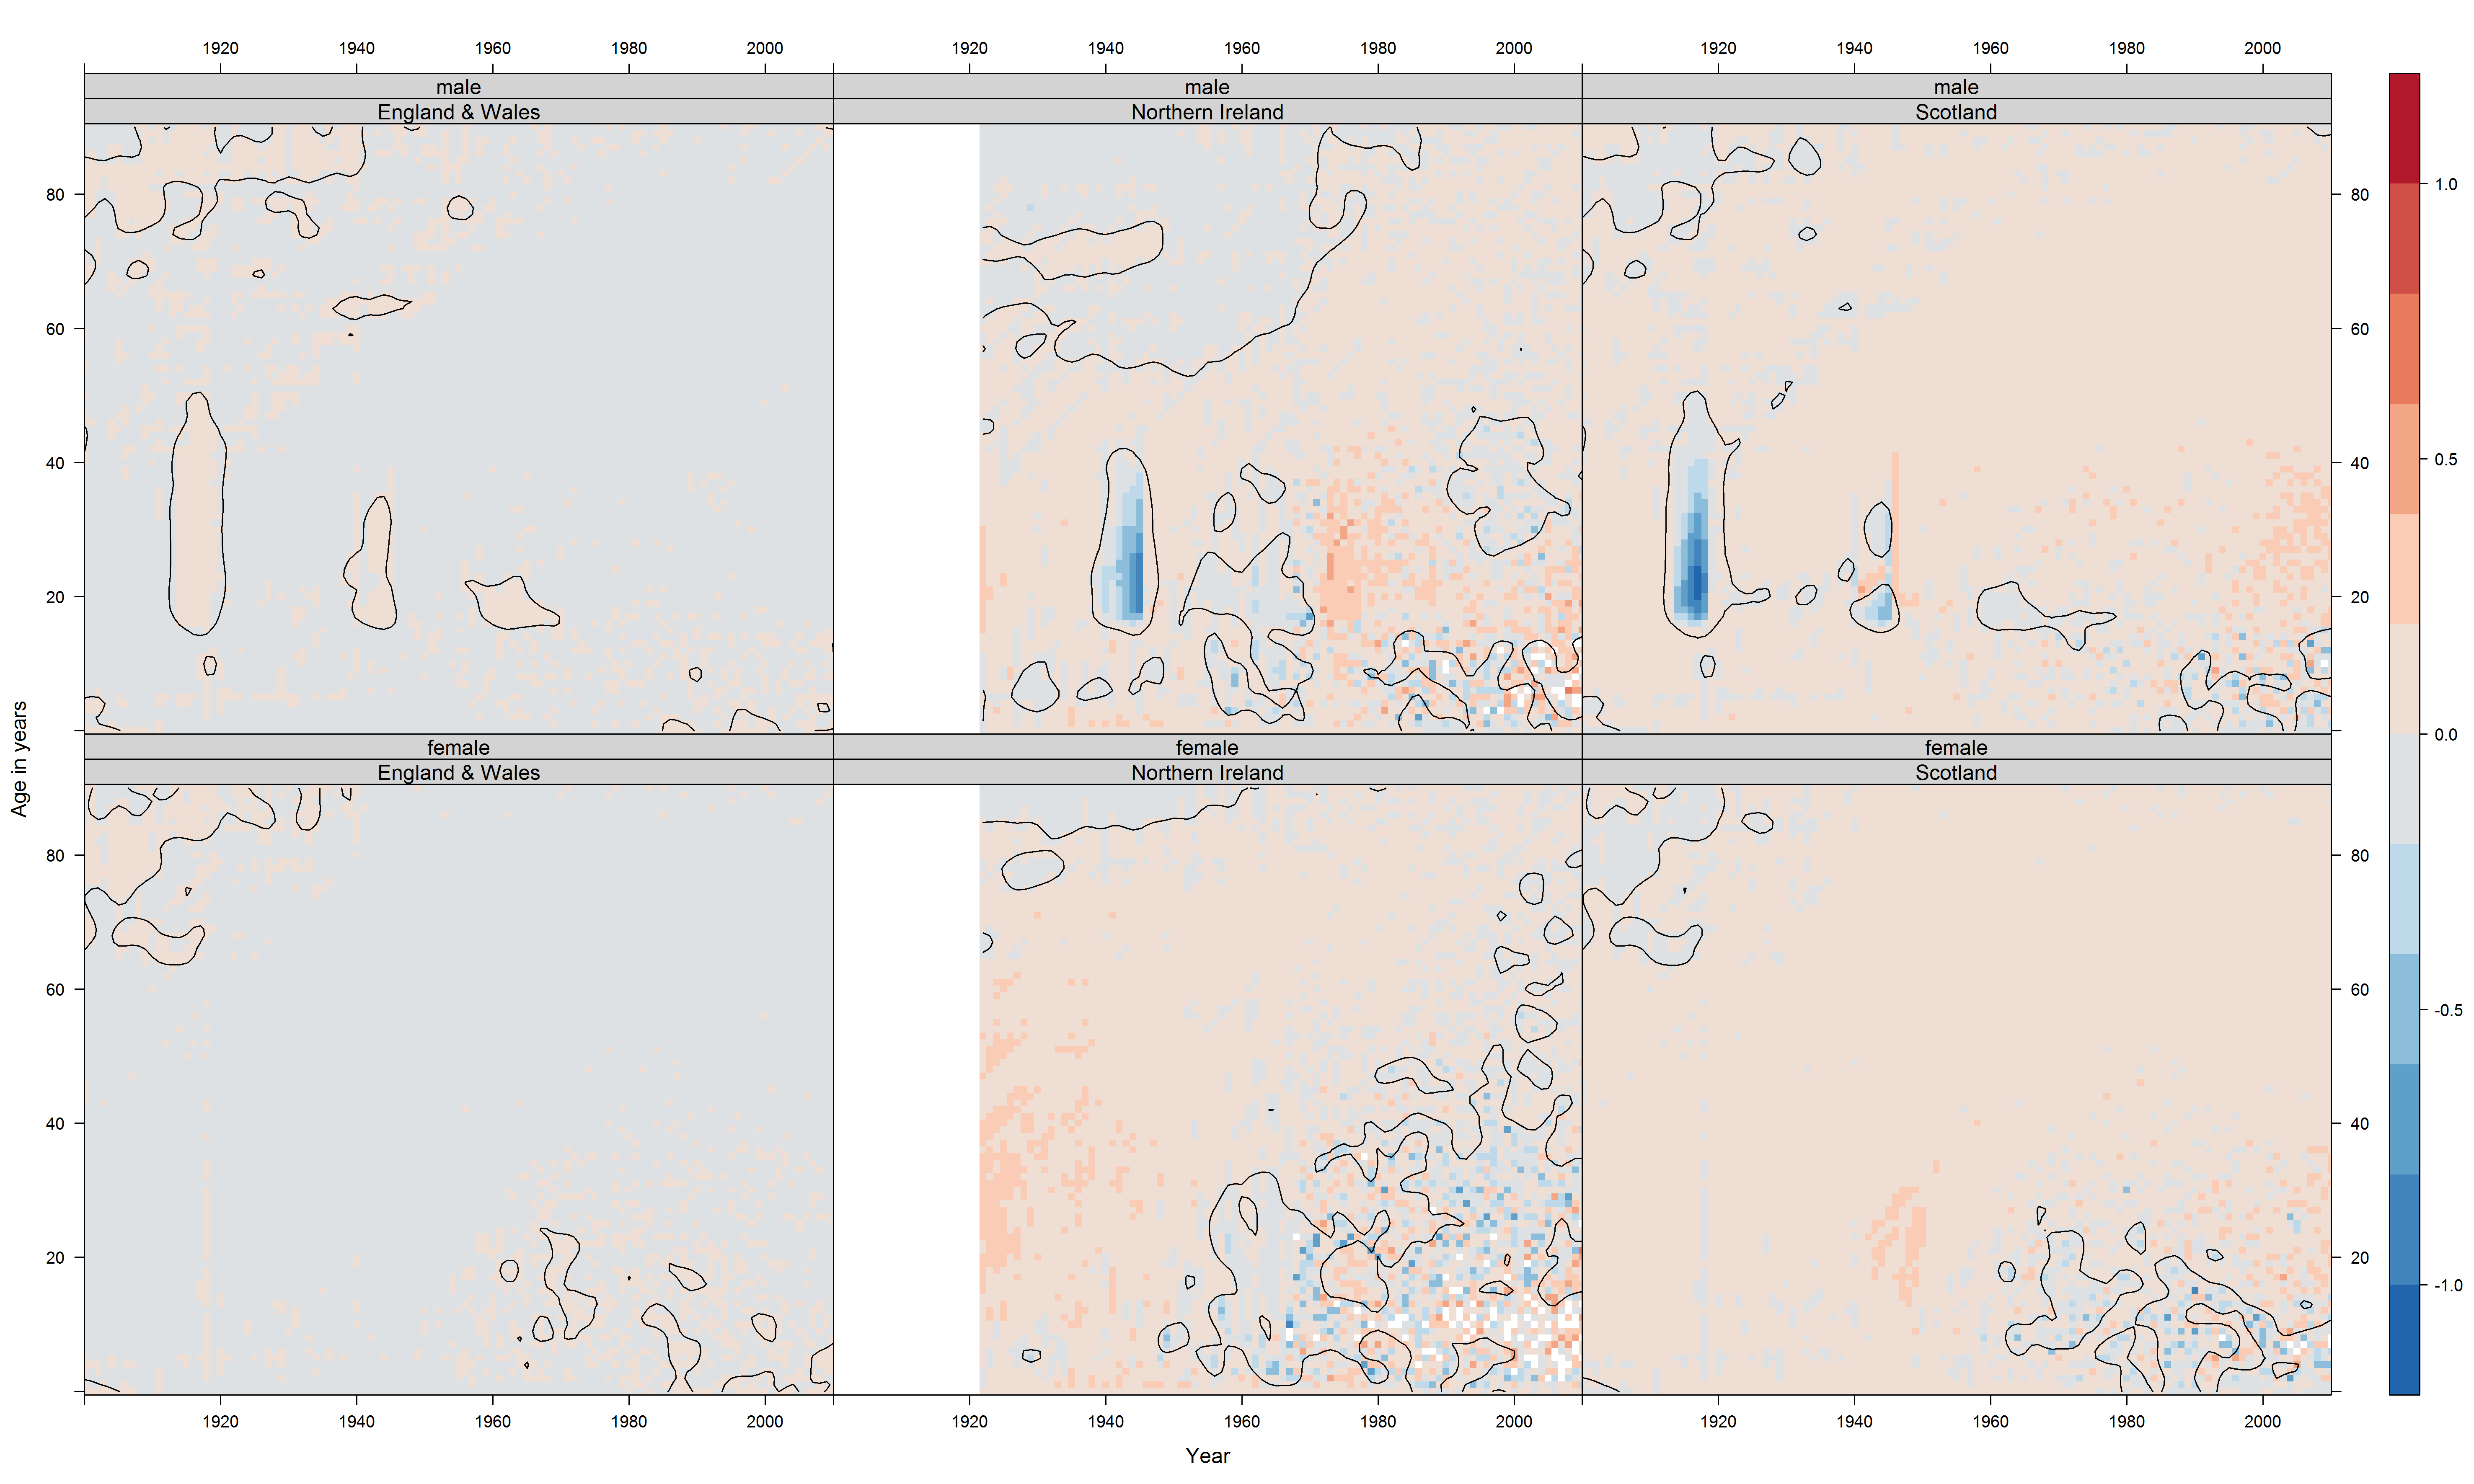 1920 1940 1960 1980 2000 1920 1940 1960 1980 2000 1920 1940 1960 1980 2000
male male male
England & Wales Northern Ireland Scotland
80 80 1.0
60 60
40 40 0.5
20 20
0.0
female female female
England & Wales Northern Ireland Scotland
80 80
60 60 -0.5
40 40
20 20 -1.0
1920 1940 1960 1980 2000 1920 1940 1960 1980 2000 1920 1940 1960 1980 2000
Year
Age in years